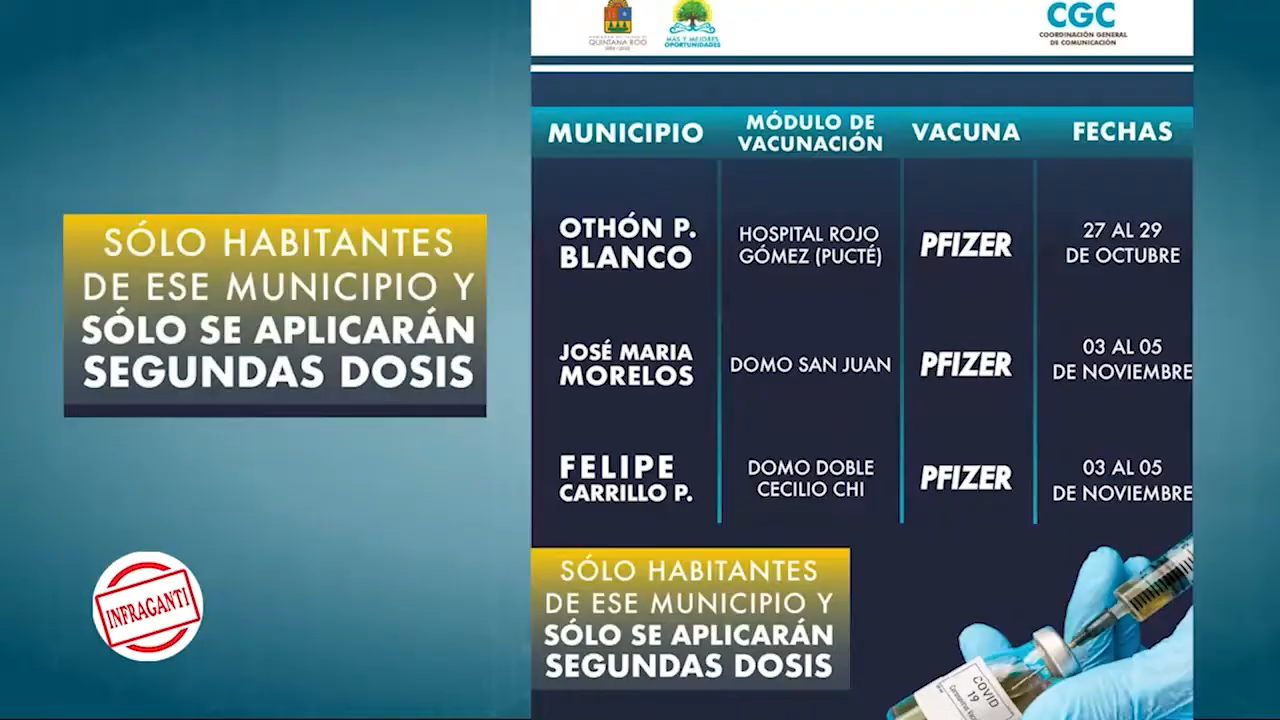 SÓLO HABITANTES
DE ESE MUNICIPIO Y
SÓLO SE APLICARÁN
SEGUNDAS DOSIS
INFRAGANTI
QUINTANA ROO
MÁS Y MEJORES
OPORTUNIDADES
CGC
COORDINACIÓN GENERAL
DE COMUNICACIÓN
MUNICIPIO
MÓDULO DE
VACUNACIÓN
VACUNA
FECHAS
OTHÓN P.
BLANCO
HOSPITAL ROJO
GÓMEZ (PUCTÉ)
PFIZER
27 AL 29
DE OCTUBRE
JOSÉ MARIA
MORELOS
DOMO SAN JUAN
PFIZER
03 AL 05
DE NOVIEMBRE
FELIPE
CARRILLO P.
DOMO DOBLE
CECILIO CHI
PFIZER
03 AL 05
DE NOVIEMBRE
SÓLO HABITANTES
DE ESE MUNICIPIO Y
SÓLO SE APLICARÁN
SEGUNDAS DOSIS
COVID
19